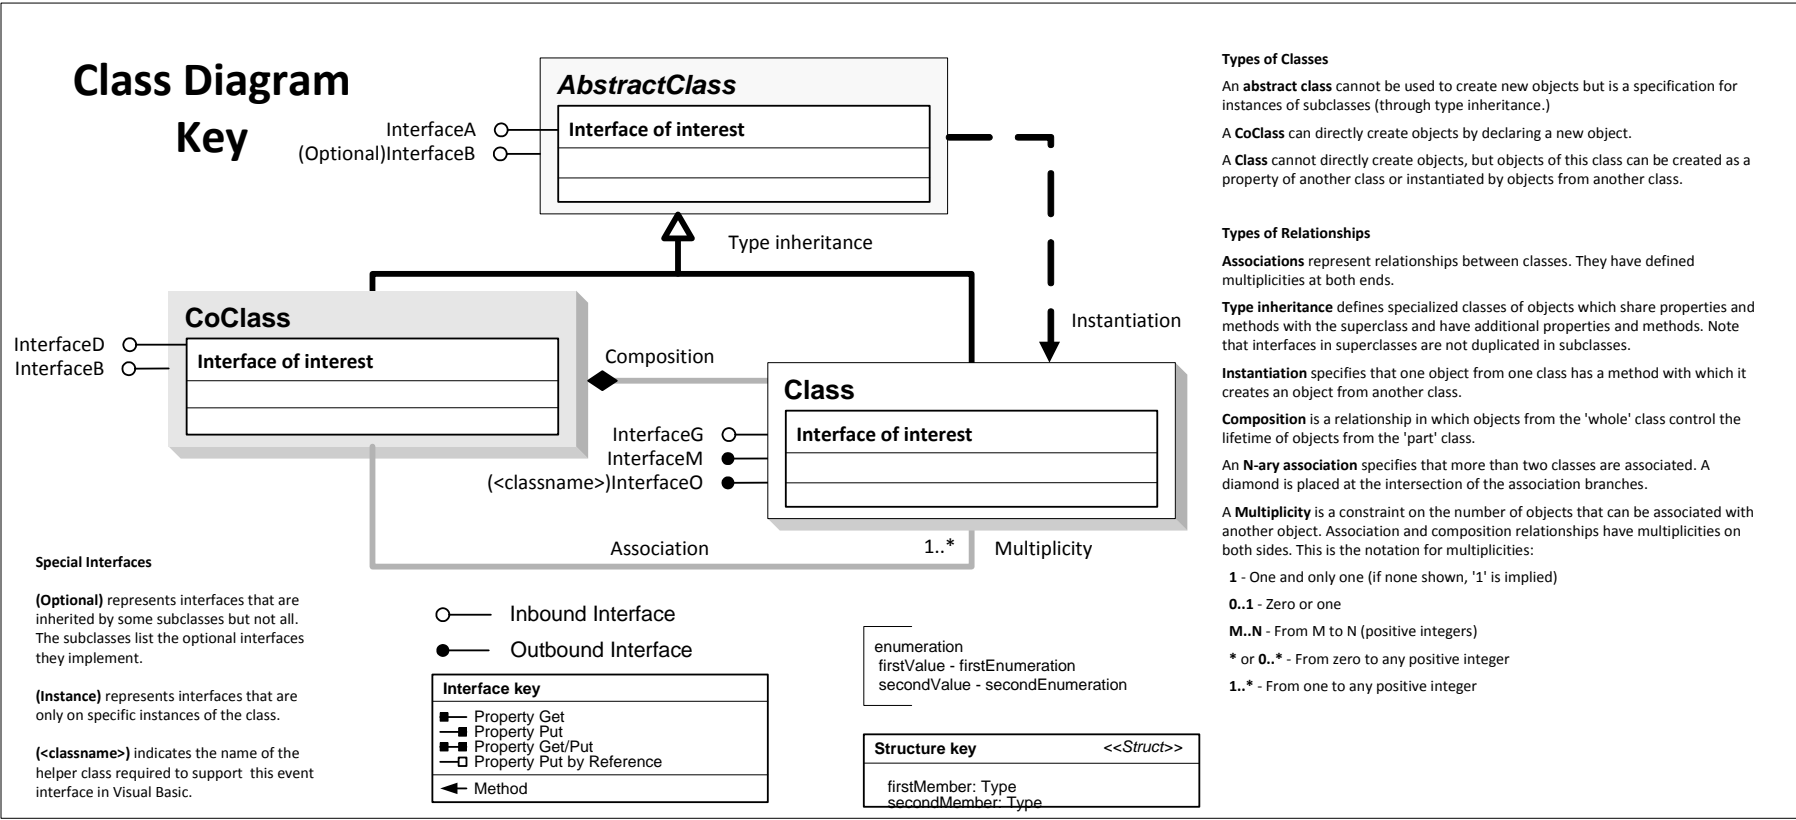 Class Diagram
Key
AbstractClass
Interface of interest
InterfaceA
(Optional)InterfaceB
Type inheritance
Instantiation
CoClass
Interface of interest
InterfaceD
InterfaceB
Composition
Class
Interface of interest
InterfaceG
InterfaceM
(<classname>)InterfaceO
Association
1..*
Multiplicity
Special Interfaces
(Optional) represents interfaces that are
inherited by some subclasses but not all.
The subclasses list the optional interfaces
they implement.
(Instance) represents interfaces that are
only on specific instances of the class.
(<classname>) indicates the name of the
helper class required to support this event
interface in Visual Basic.
Inbound Interface
Outbound Interface
Interface key
Property Get
Property Put
Property Get/Put
Property Put by Reference
Method
enumeration
firstValue - firstEnumeration
secondValue - secondEnumeration
Structure key <<Struct>>
firstMember: Type
secondMember: Type
Types of Classes
An abstract class cannot be used to create new objects but is a specification for
instances of subclasses (through type inheritance.)
A CoClass can directly create objects by declaring a new object.
A Class cannot directly create objects, but objects of this class can be created as a
property of another class or instantiated by objects from another class.
Types of Relationships
Associations represent relationships between classes. They have defined
multiplicities at both ends.
Type inheritance defines specialized classes of objects which share properties and
methods with the superclass and have additional properties and methods. Note
that interfaces in superclasses are not duplicated in subclasses.
Instantiation specifies that one object from one class has a method with which it
creates an object from another class.
Composition is a relationship in which objects from the 'whole' class control the
lifetime of objects from the 'part' class.
An N-ary association specifies that more than two classes are associated. A
diamond is placed at the intersection of the association branches.
A Multiplicity is a constraint on the number of objects that can be associated with
another object. Association and composition relationships have multiplicities on
both sides. This is the notation for multiplicities:
1 - One and only one (if none shown, '1' is implied)
0..1 - Zero or one
M..N - From M to N (positive integers)
* or 0..* - From zero to any positive integer
1..* - From one to any positive integer